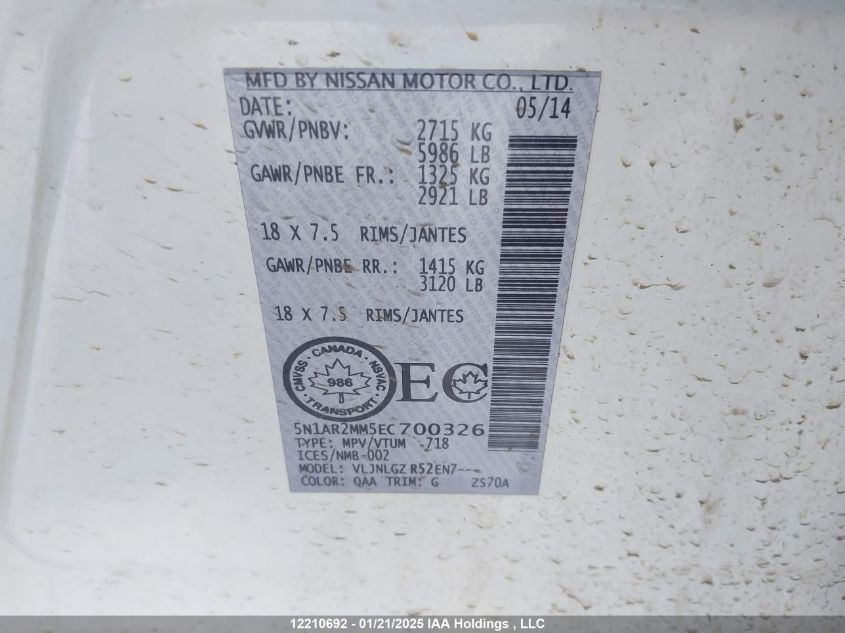 MFD BY NISSAN MOTOR CO., LTD.
DATE: 05/14
GVWR/PNBV: 2715 KG
5986 LB
GAWR/PNBE FR.: 1325 KG
2921 LB
18 X 7.5 RIMS/JANTES
GAWR/PNBE RR.: 1415 KG
3120 LB
18 X 7.5 RIMS/JANTES
CMVSS · CANADA · NSVAC
TRANSPORT
986
EC
5N1AR2MM5EC700326
TYPE: MPV/VTUM -718
ICES/NMB-002
MODEL: VLJNLGZ R52EN7---
COLOR: QAA TRIM: G ZS70A
12210692 - 01/21/2025 IAA Holdings , LLC